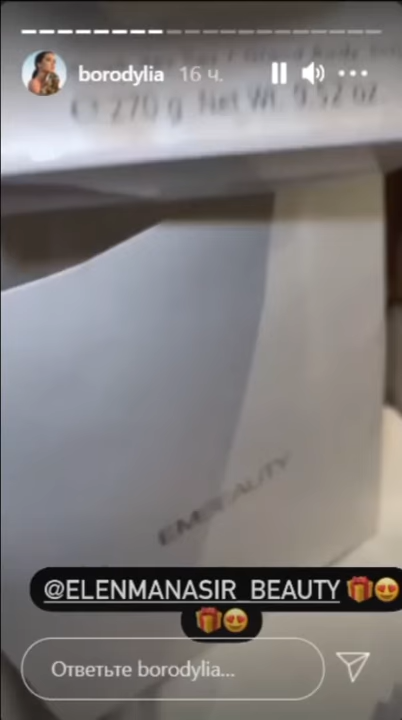 borodylia 16 ч.
270 g Net Wt. 9.52 oz
EMBEAUTY
@ELENMANASIR_BEAUTY 🎁😍
🎁😍
Ответьте borodylia...